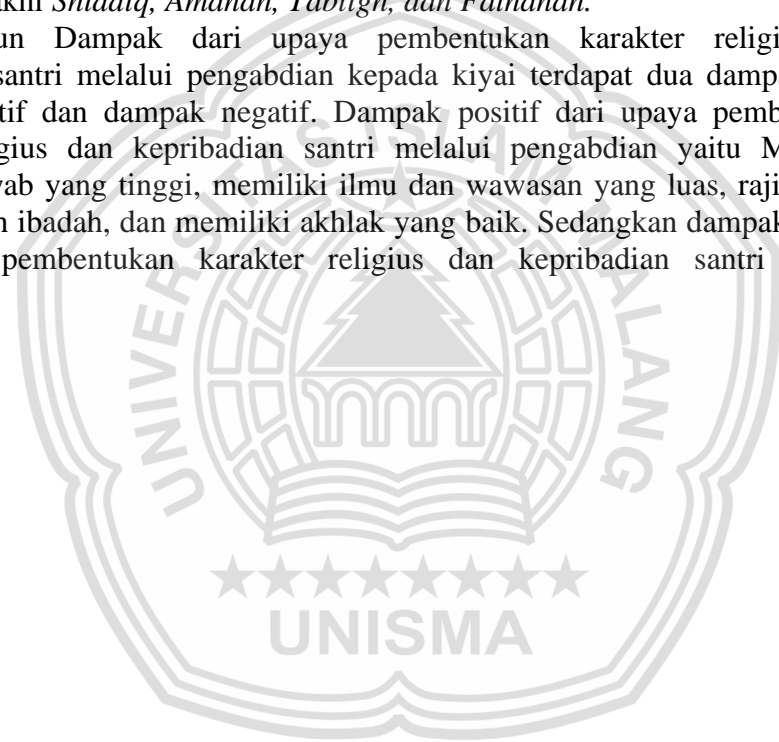 Shiddiq, Amanah, Tabligh, dan Fathanah.
un Dampak dari upaya pembentukan karakter religi
santri melalui pengabdian kepada kiyai terdapat dua damp
tif dan dampak negatif. Dampak positif dari upaya pemb
gius dan kepribadian santri melalui pengabdian yaitu M
vab yang tinggi, memiliki ilmu dan wawasan yang luas, raji
n ibadah, dan memiliki akhlak yang baik. Sedangkan dampak
pembentukan karakter religius dan kepribadian santri
UNIVERSITAS ISLAM MALANG
UNISMA